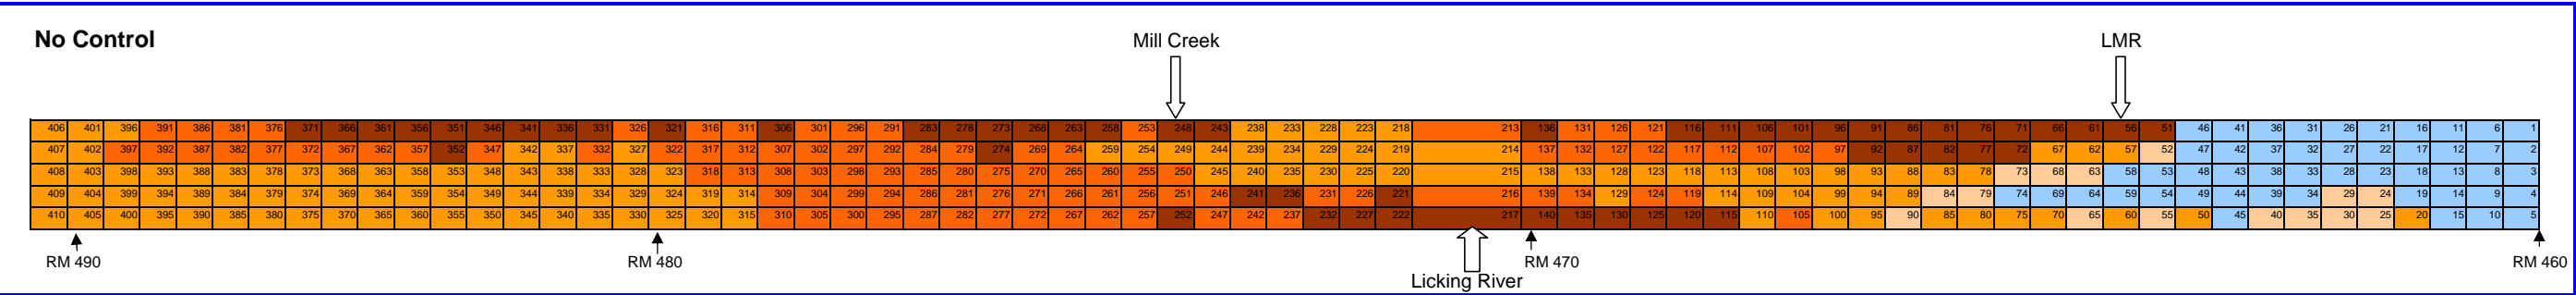 No Control
Mill Creek
LMR
406 401 396 391 386 381 376 371 366 361 356 351 346 341 336 331 326 321 316 311 306 301 296 291 283 278 273 268 263 258 253 248 243 238 233 228 223 218 213 136 131 126 121 116 111 106 101 96 91 86 81 76 71 66 61 56 51 46 41 36 31 26 21 16 11 6 1
407 402 397 392 387 382 377 372 367 362 357 352 347 342 337 332 327 322 317 312 307 302 297 292 284 279 274 269 264 259 254 249 244 239 234 229 224 219 214 137 132 127 122 117 112 107 102 97 92 87 82 77 72 67 62 57 52 47 42 37 32 27 22 17 12 7 2
408 403 398 393 388 383 378 373 368 363 358 353 348 343 338 333 328 323 318 313 308 303 298 293 285 280 275 270 265 260 255 250 245 240 235 230 225 220 215 138 133 128 123 118 113 108 103 98 93 88 83 78 73 68 63 58 53 48 43 38 33 28 23 18 13 8 3
409 404 399 394 389 384 379 374 369 364 359 354 349 344 339 334 329 324 319 314 309 304 299 294 286 281 276 271 266 261 256 251 246 241 236 231 226 221 216 139 134 129 124 119 114 109 104 99 94 89 84 79 74 69 64 59 54 49 44 39 34 29 24 19 14 9 4
410 405 400 395 390 385 380 375 370 365 360 355 350 345 340 335 330 325 320 315 310 305 300 295 287 282 277 272 267 262 257 252 247 242 237 232 227 222 217 140 135 130 125 120 115 110 105 100 95 90 85 80 75 70 65 60 55 50 45 40 35 30 25 20 15 10 5
RM 490
RM 480
RM 470
RM 460
Licking River